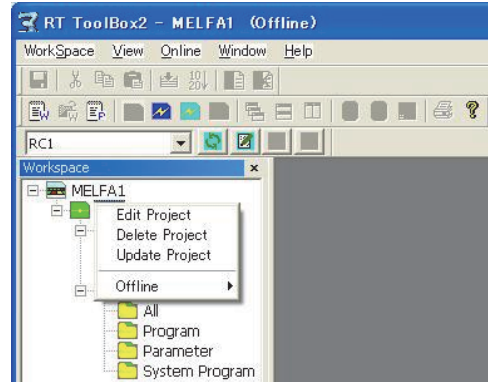 RT ToolBox2 - MELFA1 (Offline)
WorkSpace View Online Window Help
RC1
Workspace
MELFA1
Edit Project
Delete Project
Update Project
Offline
All
Program
Parameter
System Program